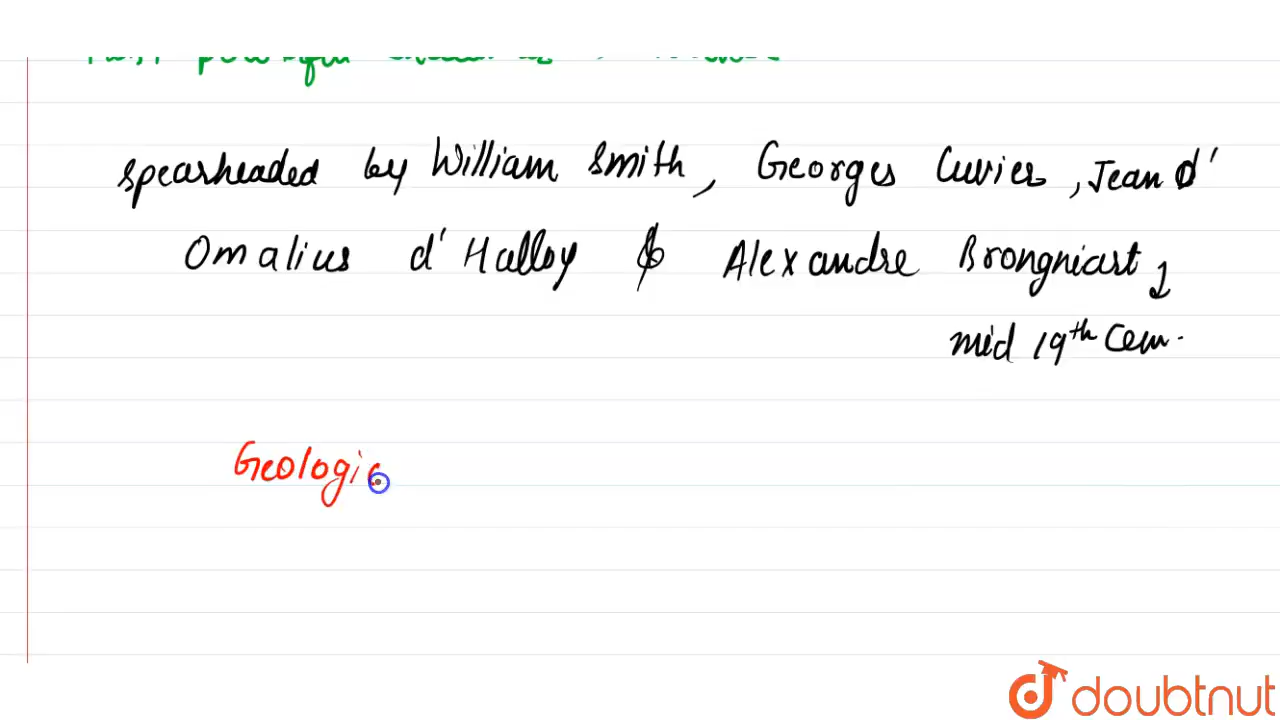 spearheaded by William Smith, Georges Cuvier, Jean d'
Omalius d'Halloy & Alexandre Brongniart
mid 19th Cen.
Geologic
doubtnut